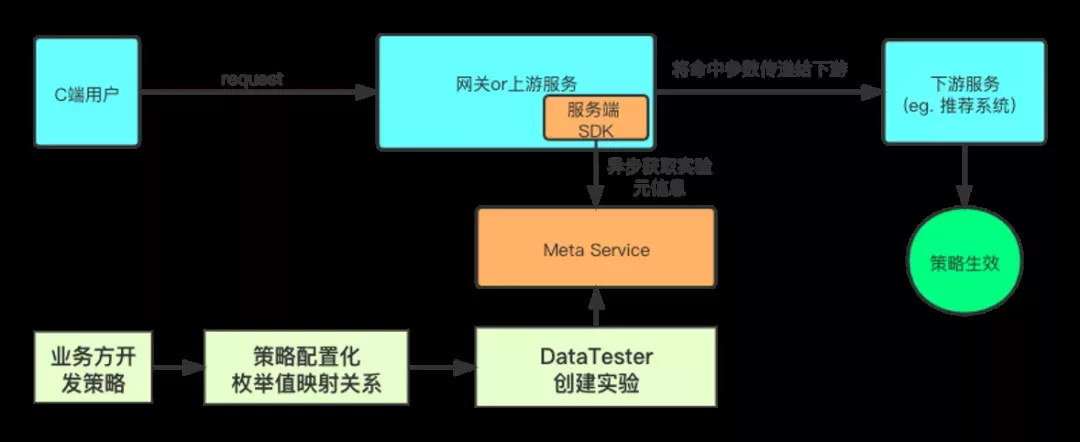 C端用户
request
网关or上游服务
服务端
SDK
将命中参数传递给下游
下游服务
(eg. 推荐系统)
异步获取实验
元信息
Meta Service
策略生效
业务方开
发策略
策略配置化
枚举值映射关系
DataTester
创建实验